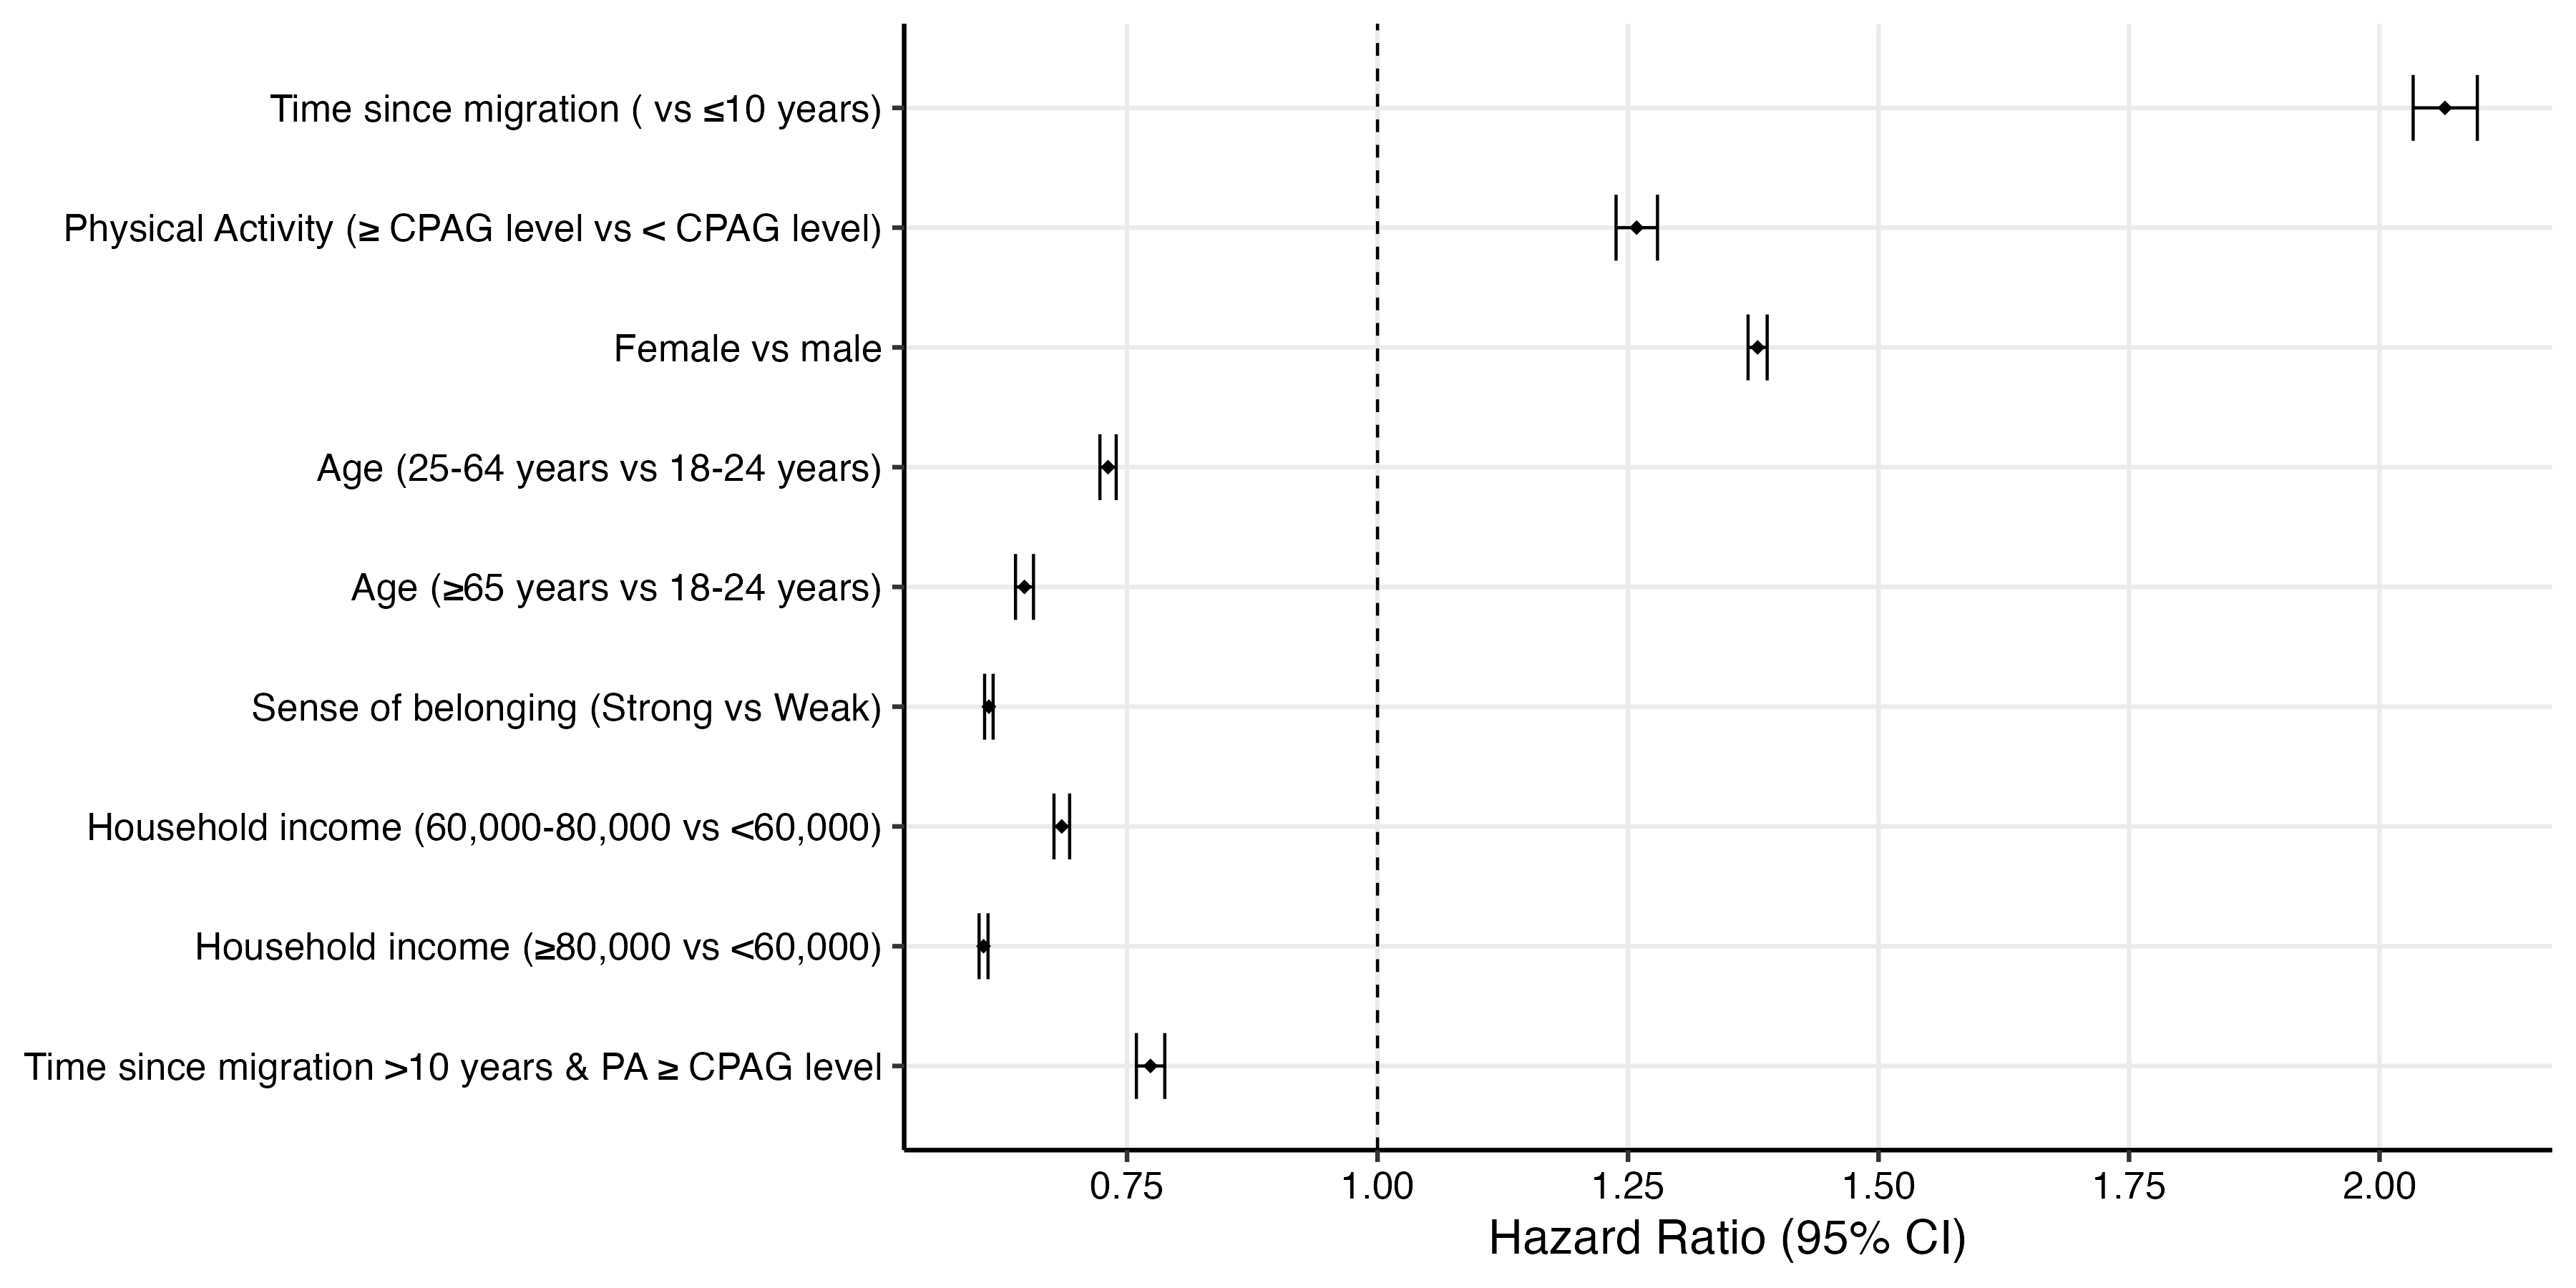 Time since migration ( vs ≤10 years)
Physical Activity (≥ CPAG level vs < CPAG level)
Female vs male
Age (25-64 years vs 18-24 years)
Age (≥65 years vs 18-24 years)
Sense of belonging (Strong vs Weak)
Household income (60,000-80,000 vs <60,000)
Household income (≥80,000 vs <60,000)
Time since migration >10 years & PA ≥ CPAG level
0.75 1.00 1.25 1.50 1.75 2.00
Hazard Ratio (95% CI)